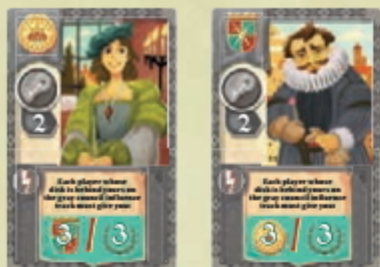 2
Each player whose
disk is behind yours on
the gray council influence
track must give you:
3 / 3
2
Each player whose
disk is behind yours on
the gray council influence
track must give you:
3 / 3